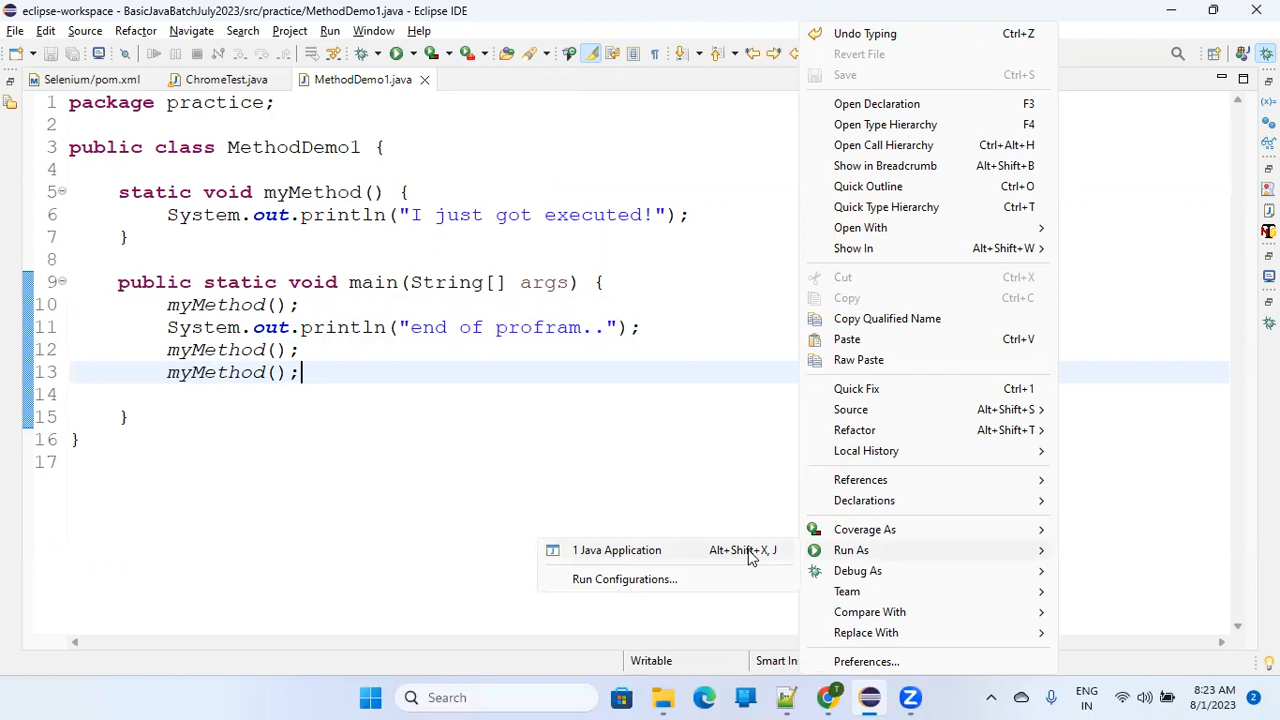 eclipse-workspace - BasicJavaBatchJuly2023/src/practice/MethodDemo1.java - Eclipse IDE
File Edit Source Refactor Navigate Search Project Run Window Help
Selenium/pom.xml ChromeTest.java MethodDemo1.java
1 package practice;
2
3 public class MethodDemo1 {
4
5 static void myMethod() {
6 System.out.println("I just got executed!");
7 }
8
9 public static void main(String[] args) {
10 myMethod();
11 System.out.println("end of profram..");
12 myMethod();
13 myMethod();
14
15 }
16 }
17
Undo Typing Ctrl+Z
Revert File
Save Ctrl+S
Open Declaration F3
Open Type Hierarchy F4
Open Call Hierarchy Ctrl+Alt+H
Show in Breadcrumb Alt+Shift+B
Quick Outline Ctrl+O
Quick Type Hierarchy Ctrl+T
Open With
Show In Alt+Shift+W
Cut Ctrl+X
Copy Ctrl+C
Copy Qualified Name
Paste Ctrl+V
Raw Paste
Quick Fix Ctrl+1
Source Alt+Shift+S
Refactor Alt+Shift+T
Local History
References
Declarations
Coverage As
Run As
Debug As
Team
Compare With
Replace With
Preferences...
1 Java Application Alt+Shift+X, J
Run Configurations...
Writable Smart In
Search
ENG
IN
8:23 AM
8/1/2023
2